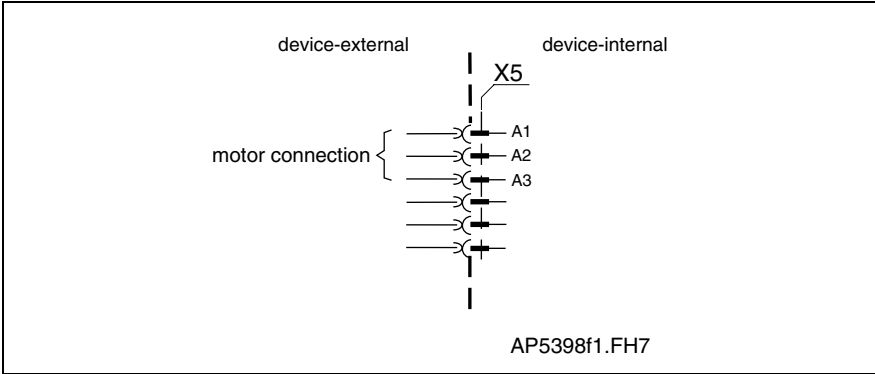 device-external
device-internal
X5
A1
motor connection
A2
A3
AP5398f1.FH7